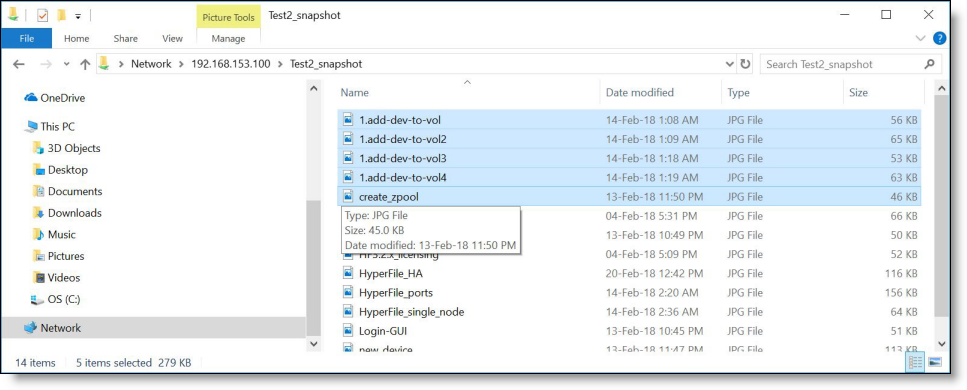 Picture Tools Test2_snapshot
File Home Share View Manage
Network 192.168.153.100 Test2_snapshot Search Test2_snapshot
Name Date modified Type Size
OneDrive
This PC
3D Objects
Desktop
Documents
Downloads
Music
Pictures
Videos
OS (C:)
Network
1.add-dev-to-vol 14-Feb-18 1:08 AM JPG File 56 KB
1.add-dev-to-vol2 14-Feb-18 1:09 AM JPG File 65 KB
1.add-dev-to-vol3 14-Feb-18 1:18 AM JPG File 53 KB
1.add-dev-to-vol4 14-Feb-18 1:19 AM JPG File 63 KB
create_zpool 13-Feb-18 11:50 PM JPG File 46 KB
Type: JPG File
Size: 45.0 KB
Date modified: 13-Feb-18 11:50 PM
04-Feb-18 5:31 PM JPG File 66 KB
13-Feb-18 10:49 PM JPG File 50 KB
04-Feb-18 5:09 PM JPG File 52 KB
HyperFile_HA 20-Feb-18 12:42 PM JPG File 116 KB
HyperFile_ports 14-Feb-18 2:20 AM JPG File 156 KB
HyperFile_single_node 14-Feb-18 2:36 AM JPG File 64 KB
Login-GUI 13-Feb-18 10:45 PM JPG File 51 KB
new_device 13-Feb-18 11:47 PM JPG File 113 KB
14 items 5 items selected 279 KB